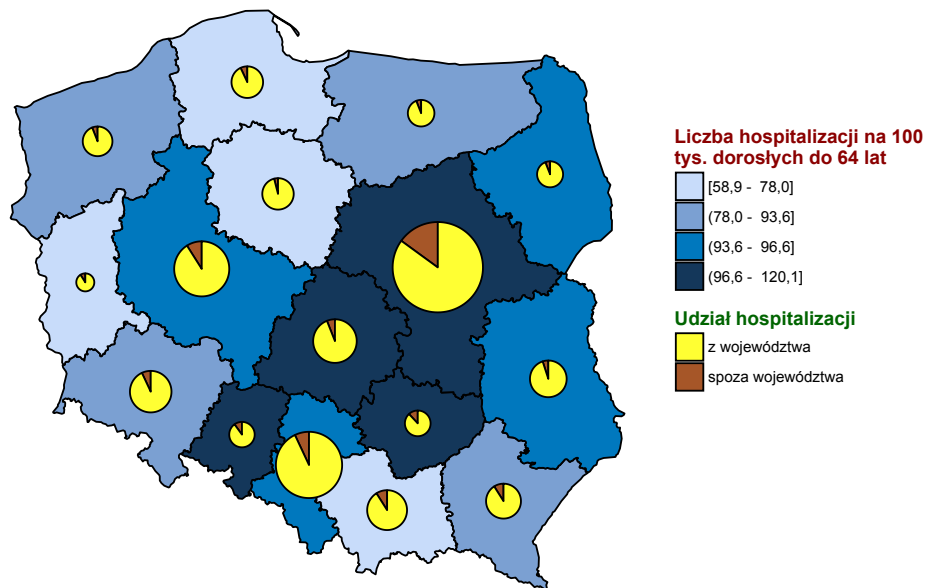 Liczba hospitalizacji na 100
tys. dorosłych do 64 lat
[58,9 - 78,0]
(78,0 - 93,6]
(93,6 - 96,6]
(96,6 - 120,1]
Udział hospitalizacji
z województwa
spoza województwa